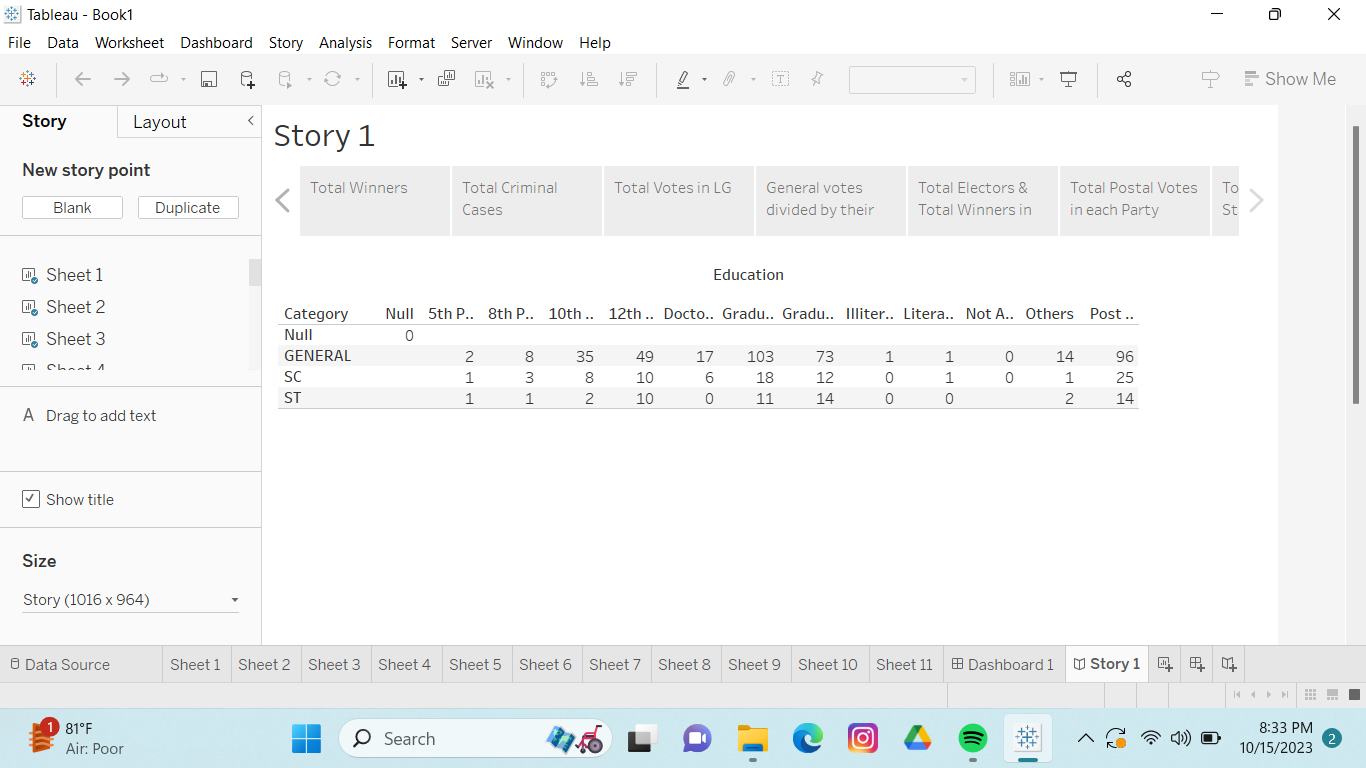 Tableau - Book1
File Data Worksheet Dashboard Story Analysis Format Server Window Help
Show Me
Story Layout
New story point
Blank Duplicate
Sheet 1
Sheet 2
Sheet 3
Sheet 4
A Drag to add text
Show title
Size
Story (1016 x 964)
Story 1
Total Winners
Total Criminal
Cases
Total Votes in LG
General votes
divided by their
Total Electors &
Total Winners in
Total Postal Votes
in each Party
To
St
Education
Category Null 5th P.. 8th P.. 10th .. 12th .. Docto.. Gradu.. Gradu.. Illiter.. Litera.. Not A.. Others Post ..
Null 0
GENERAL 2 8 35 49 17 103 73 1 1 0 14 96
SC 1 3 8 10 6 18 12 0 1 0 1 25
ST 1 1 2 10 0 11 14 0 0 2 14
Data Source Sheet 1 Sheet 2 Sheet 3 Sheet 4 Sheet 5 Sheet 6 Sheet 7 Sheet 8 Sheet 9 Sheet 10 Sheet 11 Dashboard 1 Story 1
1
81°F
Air: Poor
Search
8:33 PM
10/15/2023
2